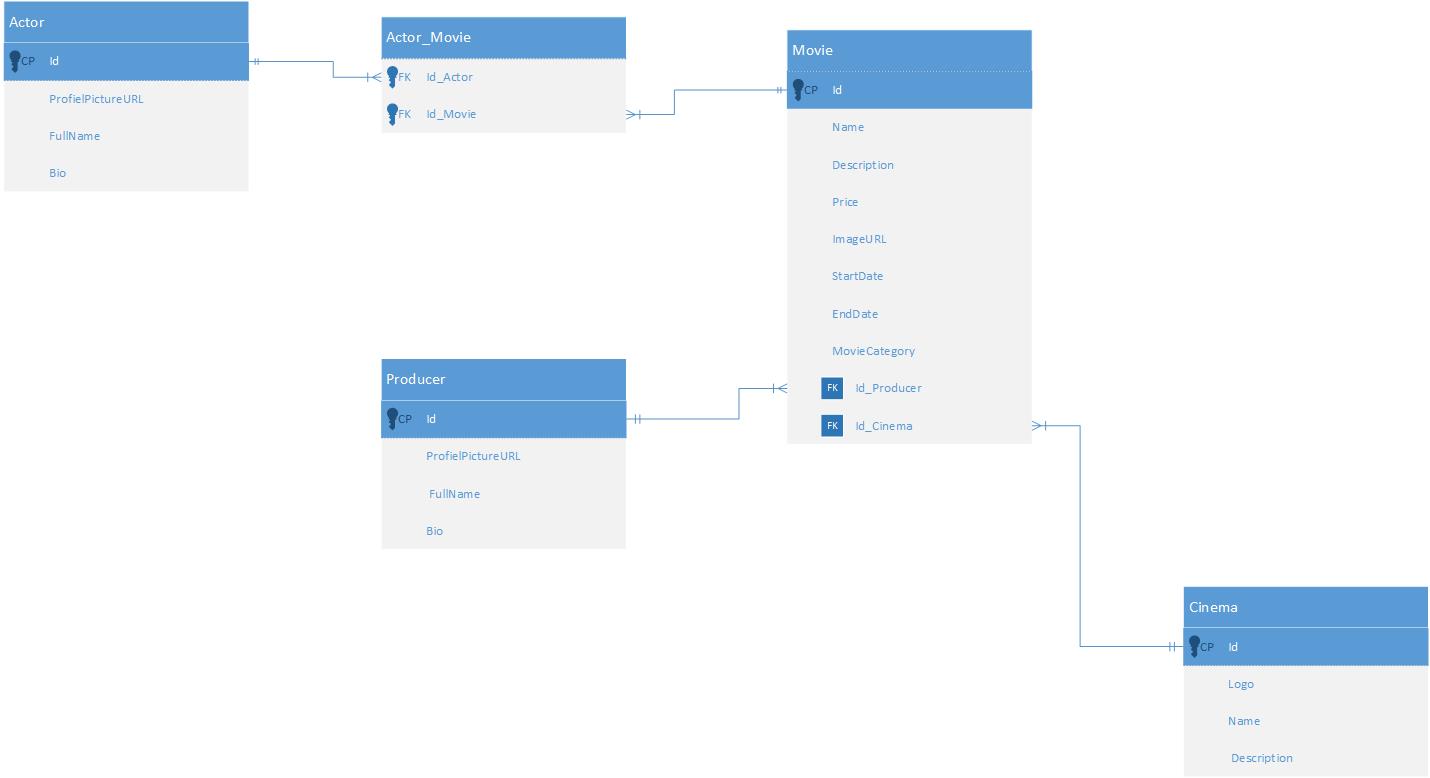 Actor
CP Id
ProfielPictureURL
FullName
Bio
Actor_Movie
FK Id_Actor
FK Id_Movie
Movie
CP Id
Name
Description
Price
ImageURL
StartDate
EndDate
MovieCategory
FK Id_Producer
FK Id_Cinema
Producer
CP Id
ProfielPictureURL
FullName
Bio
Cinema
CP Id
Logo
Name
Description